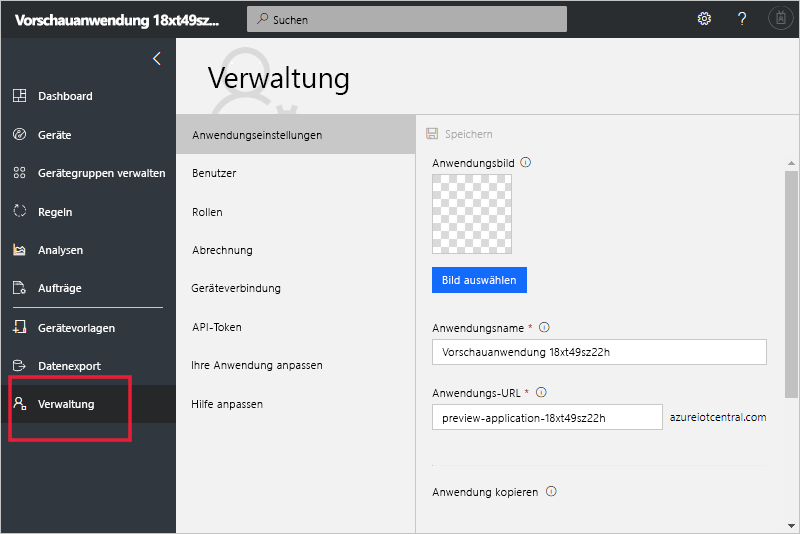 Vorschauanwendung 18xt49sz...
Suchen
?
Dashboard
Geräte
Gerätegruppen verwalten
Regeln
Analysen
Aufträge
Gerätevorlagen
Datenexport
Verwaltung
Verwaltung
Anwendungseinstellungen
Benutzer
Rollen
Abrechnung
Geräteverbindung
API-Token
Ihre Anwendung anpassen
Hilfe anpassen
Speichern
Anwendungsbild
Bild auswählen
Anwendungsname *
Vorschauanwendung 18xt49sz22h
Anwendungs-URL *
preview-application-18xt49sz22h azureiotcentral.com
Anwendung kopieren